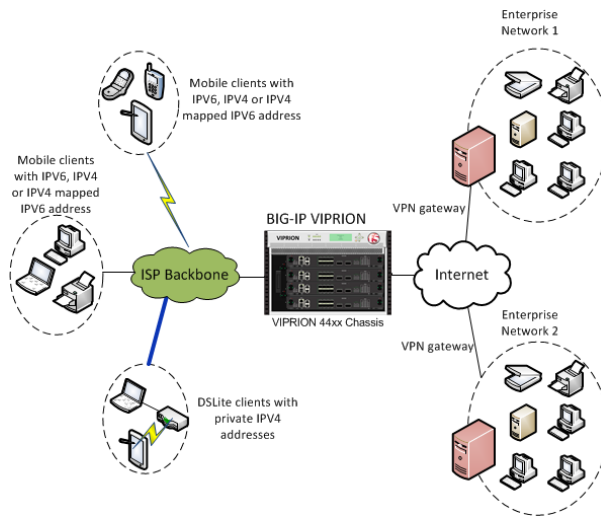 Enterprise
Network 1
Mobile clients with
IPV6, IPV4 or IPV4
mapped IPV6 address
Mobile clients
with IPV6, IPV4
or IPV4 mapped
IPV6 address
VPN gateway
BIG-IP VIPRION
VIPRION
ISP Backbone
Internet
VIPRION 44xx Chassis
Enterprise
Network 2
VPN gateway
DSLite clients with
private IPV4
addresses